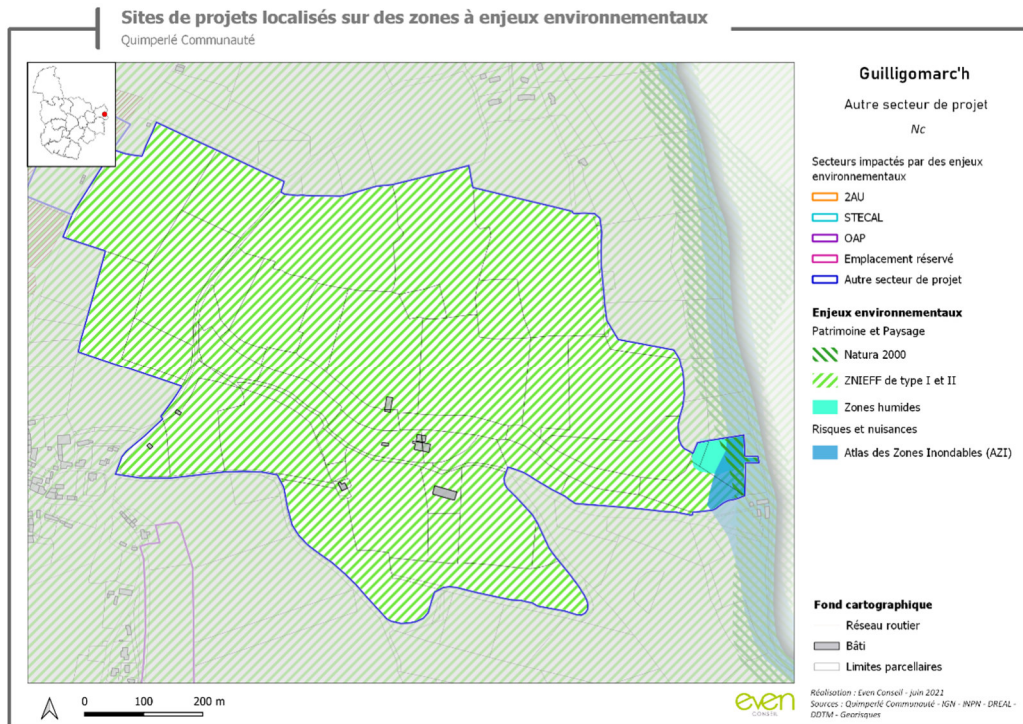 Sites de projets localisés sur des zones à enjeux environnementaux
Quimperlé Communauté
Guilligomarc'h
Autre secteur de projet
Nc
Secteurs impactés par des enjeux
environnementaux
2AU
STECAL
OAP
Emplacement réservé
Autre secteur de projet
Enjeux environnementaux
Patrimoine et Paysage
Natura 2000
ZNIEFF de type I et II
Zones humides
Risques et nuisances
Atlas des Zones Inondables (AZI)
Fond cartographique
Réseau routier
Bâti
Limites parcellaires
0 100 200 m
even
CONSEIL
Réalisation : Even Conseil - juin 2021
Sources : Quimperlé Communauté - IGN - INPN - DREAL -
DDTM - Georisques